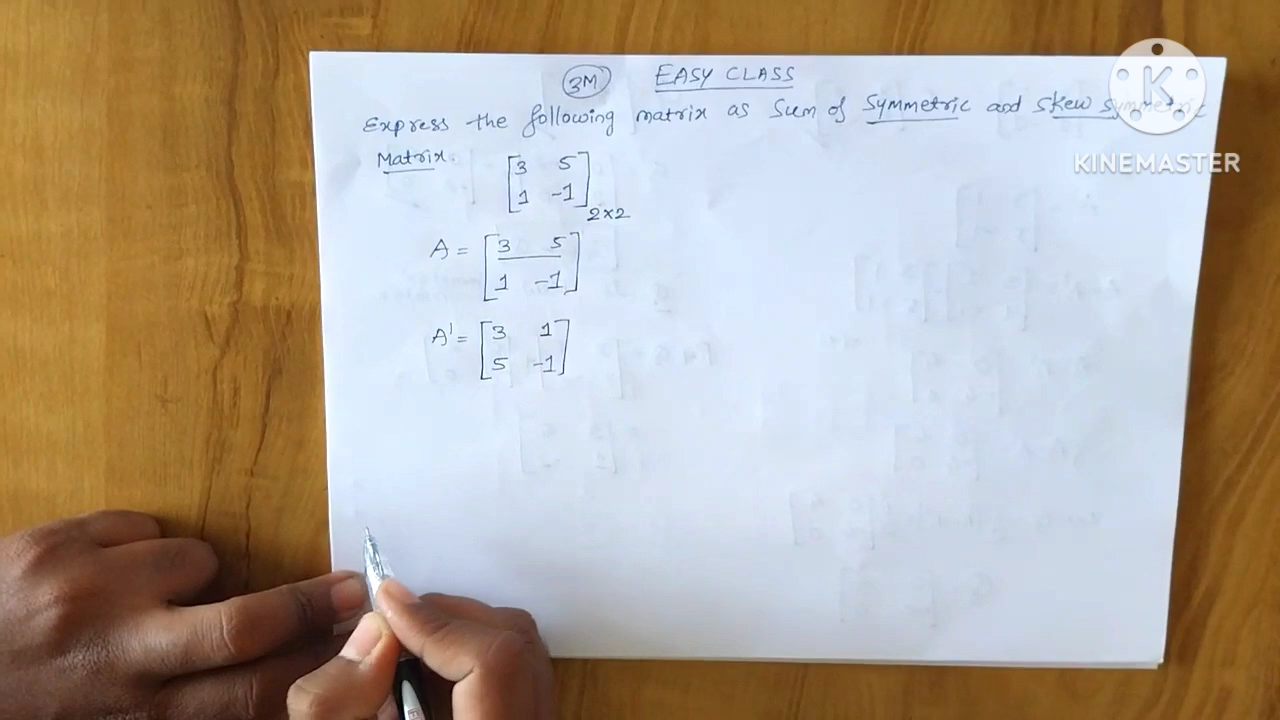 3M EASY CLASS
Express the following matrix as Sum of Symmetric and Skew Symmetric
Matrix.
[3 5
1 -1] 2×2
A = [3 5
1 -1]
A' = [3 1
5 -1]
K
KINEMASTER